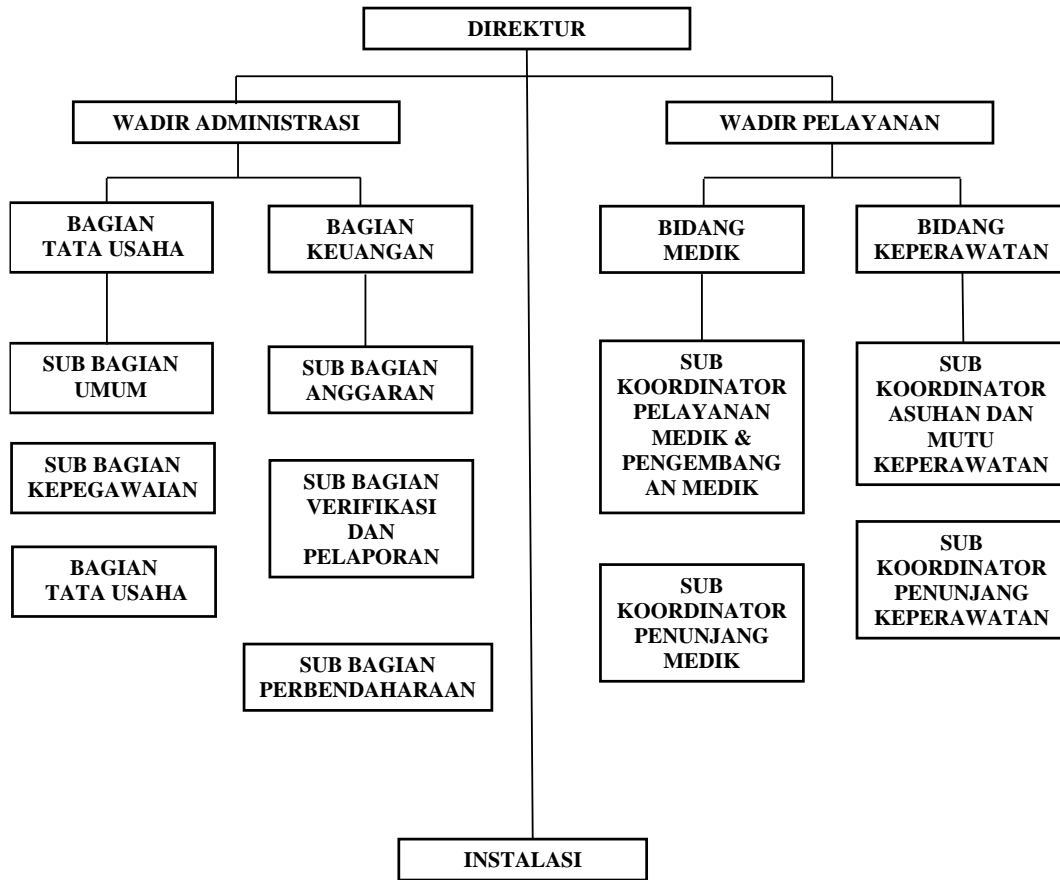 DIREKTUR
WADIR ADMINISTRASI
WADIR PELAYANAN
BAGIAN
TATA USAHA
BAGIAN
KEUANGAN
BIDANG
MEDIK
BIDANG
KEPERAWATAN
SUB BAGIAN
UMUM
SUB BAGIAN
ANGGARAN
SUB
KOORDINATOR
PELAYANAN
MEDIK &
PENGEMBANG
AN MEDIK
SUB
KOORDINATOR
ASUHAN DAN
MUTU
KEPERAWATAN
SUB BAGIAN
KEPEGAWAIAN
SUB BAGIAN
VERIFIKASI
DAN
PELAPORAN
BAGIAN
TATA USAHA
SUB
KOORDINATOR
PENUNJANG
MEDIK
SUB
KOORDINATOR
PENUNJANG
KEPERAWATAN
SUB BAGIAN
PERBENDAHARAAN
INSTALASI